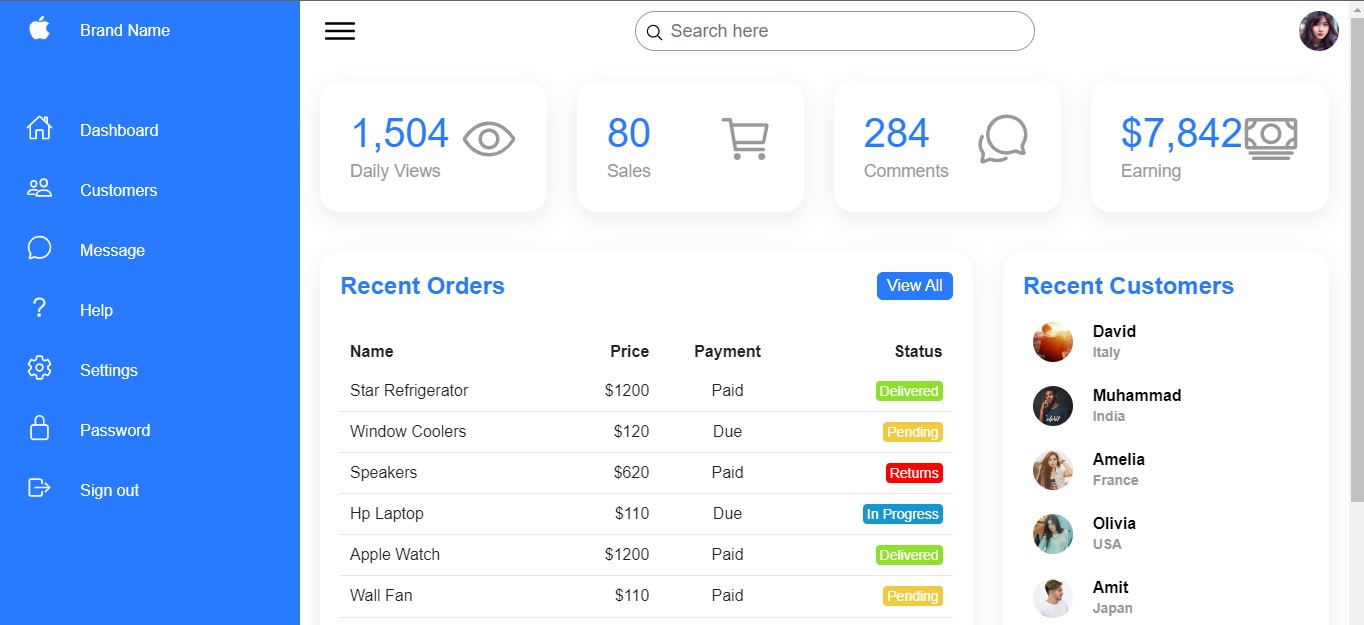 Brand Name
Search here
Dashboard
Customers
Message
Help
Settings
Password
Sign out
1,504
Daily Views
80
Sales
284
Comments
$7,842
Earning
Recent Orders
View All
Name Price Payment Status
Star Refrigerator $1200 Paid Delivered
Window Coolers $120 Due Pending
Speakers $620 Paid Returns
Hp Laptop $110 Due In Progress
Apple Watch $1200 Paid Delivered
Wall Fan $110 Paid Pending
Recent Customers
David
Italy
Muhammad
India
Amelia
France
Olivia
USA
Amit
Japan